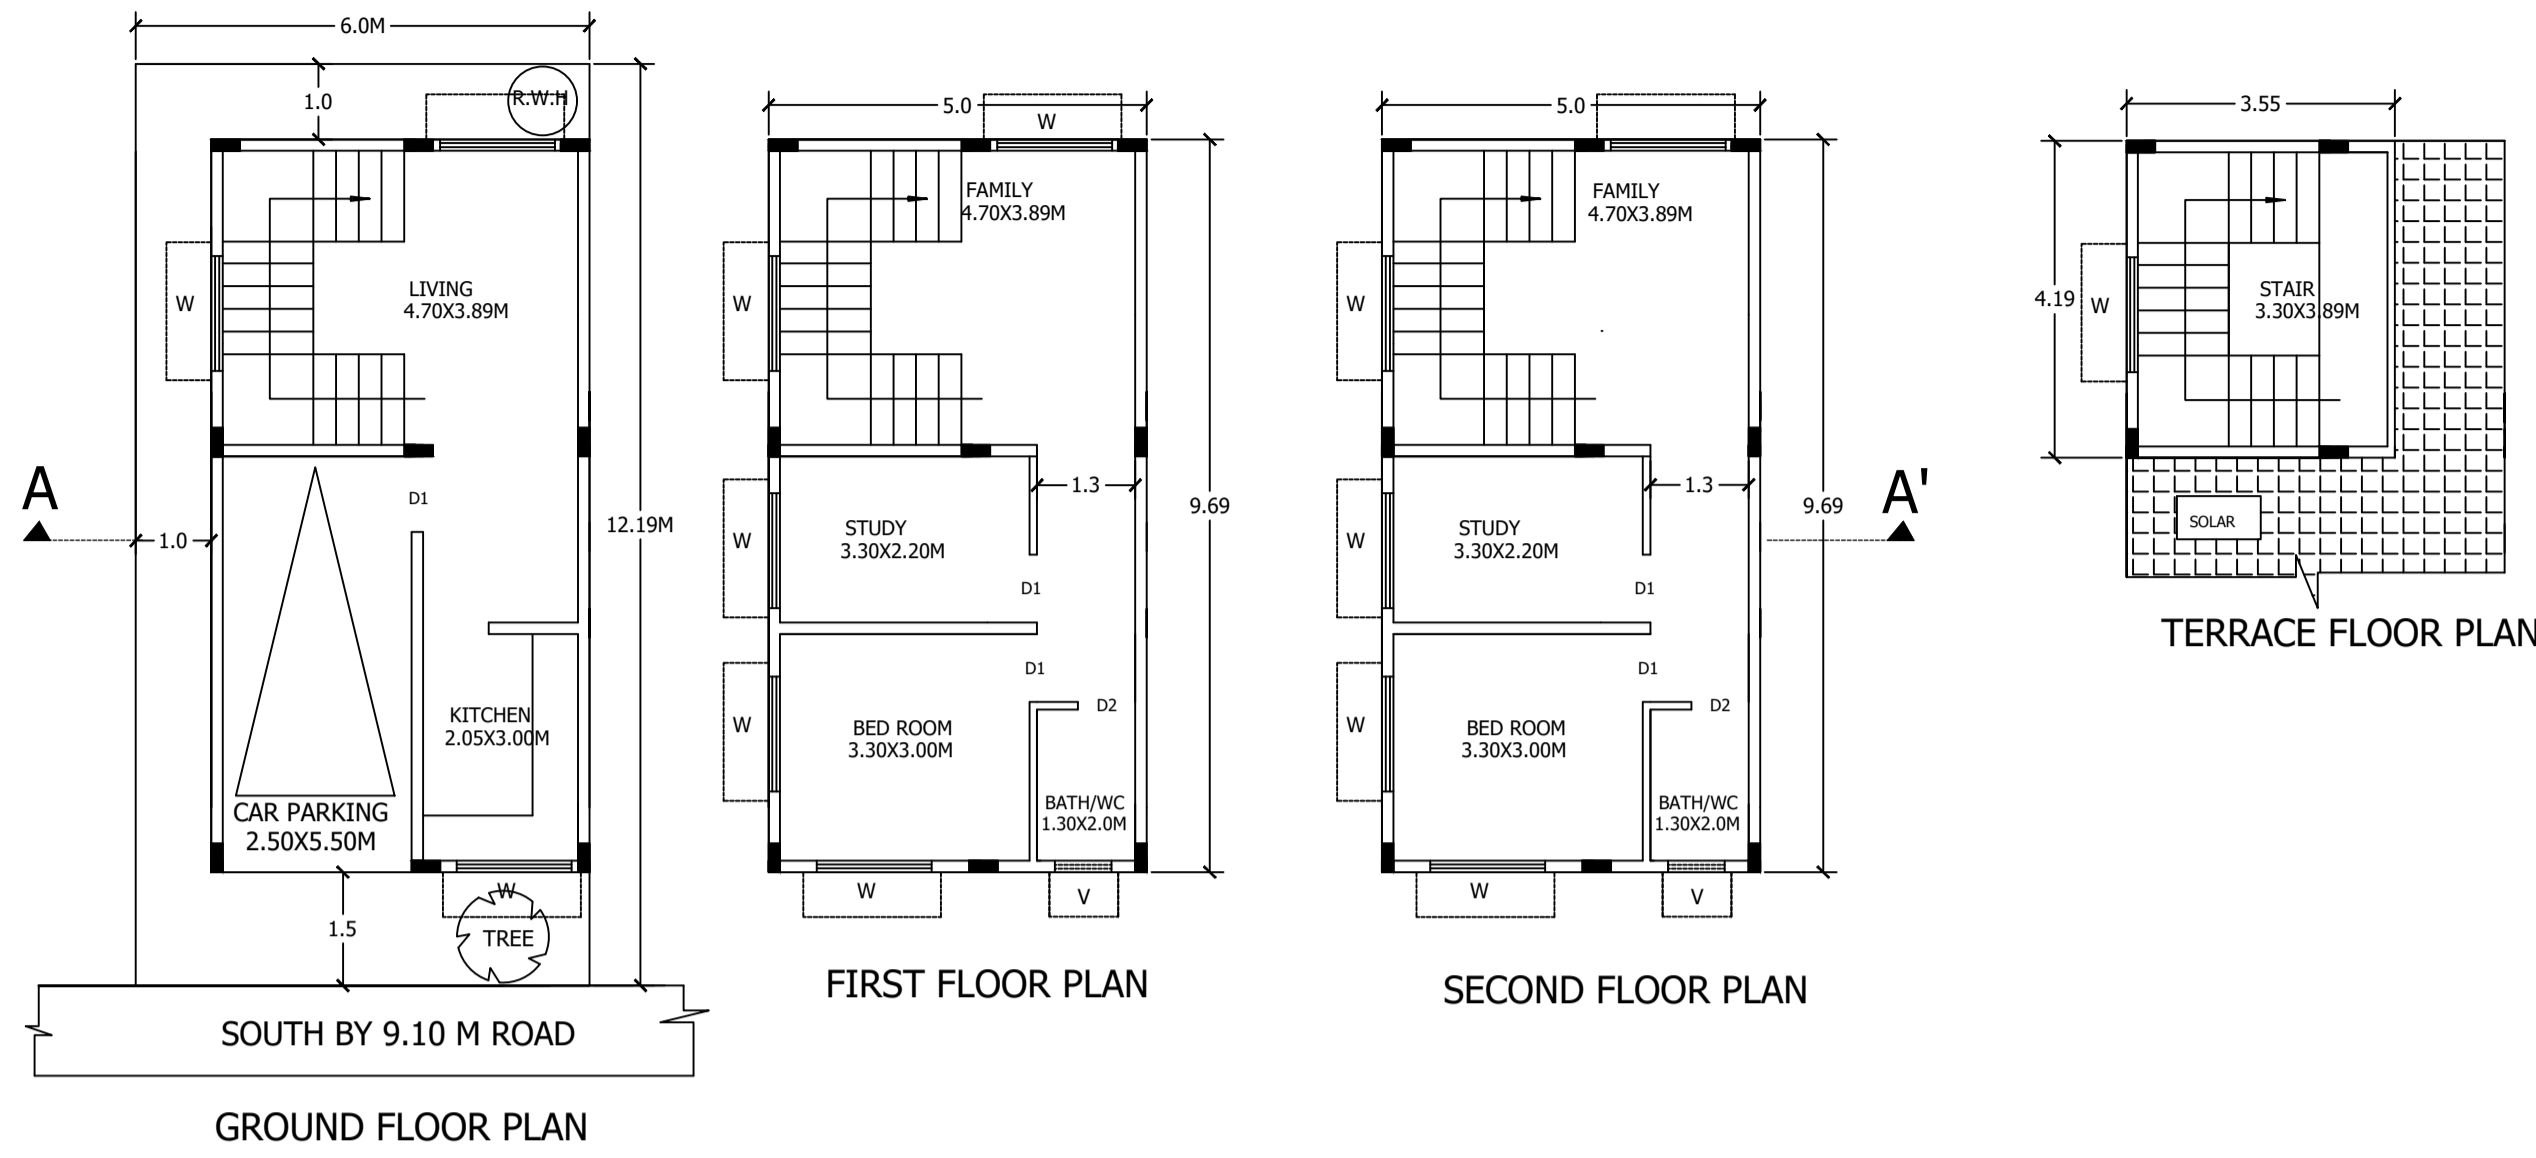 6.0M
1.0
R.W.H
W
LIVING
4.70X3.89M
A
1.0
D1
12.19M
KITCHEN
2.05X3.00M
CAR PARKING
2.50X5.50M
W
1.5
TREE
SOUTH BY 9.10 M ROAD
GROUND FLOOR PLAN
5.0
W
FAMILY
4.70X3.89M
W
1.3
9.69
STUDY
3.30X2.20M
W
D1
D1
D2
W
BED ROOM
3.30X3.00M
BATH/WC
1.30X2.0M
W
V
FIRST FLOOR PLAN
5.0
FAMILY
4.70X3.89M
W
1.3
9.69
A'
STUDY
3.30X2.20M
W
D1
D1
D2
W
BED ROOM
3.30X3.00M
BATH/WC
1.30X2.0M
W
V
SECOND FLOOR PLAN
3.55
4.19
W
STAIR
3.30X3.89M
SOLAR
TERRACE FLOOR PLAN